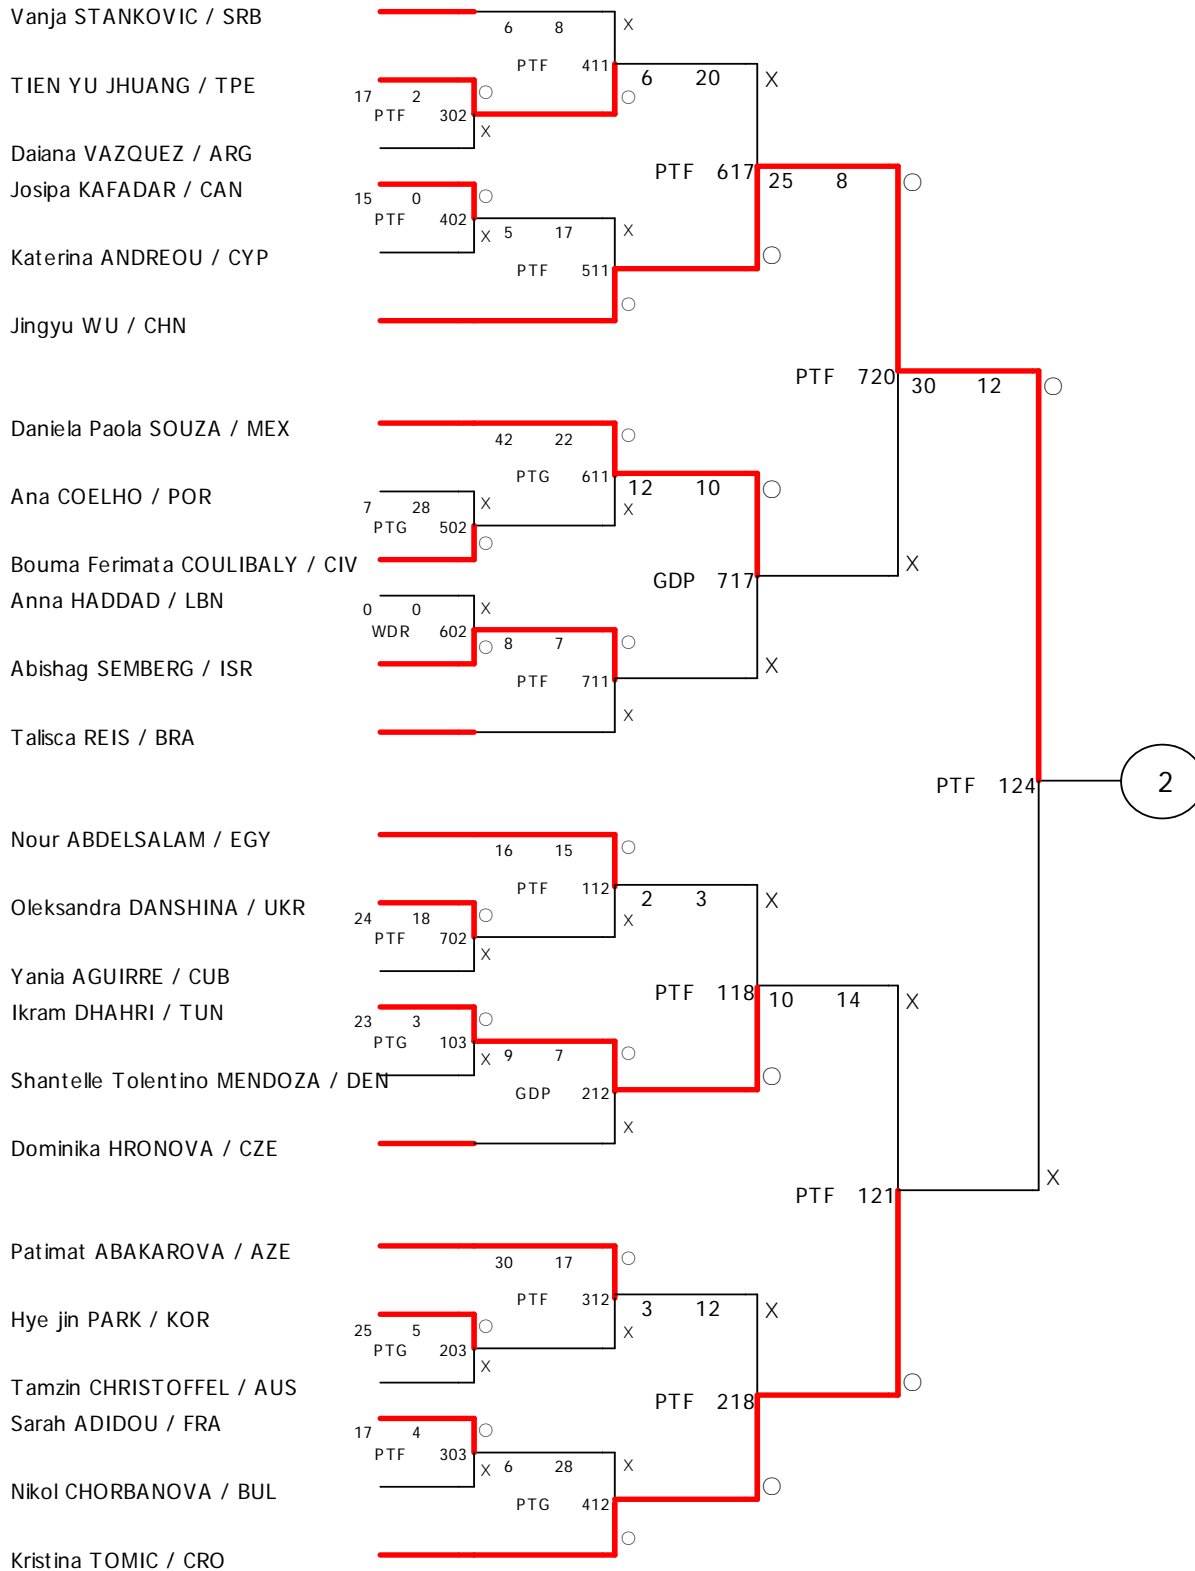 Vanja STANKOVIC / SRB
6 8 X
PTF 411
6 20 X
TIEN YU JHUANG / TPE
17 2
PTF 302
X
Daiana VAZQUEZ / ARG
PTF 617
25 8
Josipa KAFADAR / CAN
15 0
PTF 402
X 5 17 X
Katerina ANDREOU / CYP
PTF 511
Jingyu WU / CHN
PTF 720
30 12
Daniela Paola SOUZA / MEX
42 22
PTG 611
12 10
Ana COELHO / POR
7 28 X
X
PTG 502
Bouma Ferimata COULIBALY / CIV
X
GDP 717
Anna HADDAD / LBN
0 0 X
WDR 602
8 7
Abishag SEMBERG / ISR
X
PTF 711
X
Talisca REIS / BRA
PTF 124
2
Nour ABDELSALAM / EGY
16 15
PTF 112
2 3 X
Oleksandra DANSHINA / UKR
24 18
X
PTF 702
X
Yania AGUIRRE / CUB
PTF 118
10 14 X
Ikram DHAHRI / TUN
23 3
PTG 103
X 9 7
Shantelle Tolentino MENDOZA / DEN
GDP 212
X
Dominika HRONOVA / CZE
X
PTF 121
Patimat ABAKAROVA / AZE
30 17
PTF 312
3 12 X
Hye jin PARK / KOR
25 5
X
PTG 203
X
Tamzin CHRISTOFFEL / AUS
PTF 218
Sarah ADIDOU / FRA
17 4
PTF 303
X 6 28 X
Nikol CHORBANOVA / BUL
PTG 412
Kristina TOMIC / CRO